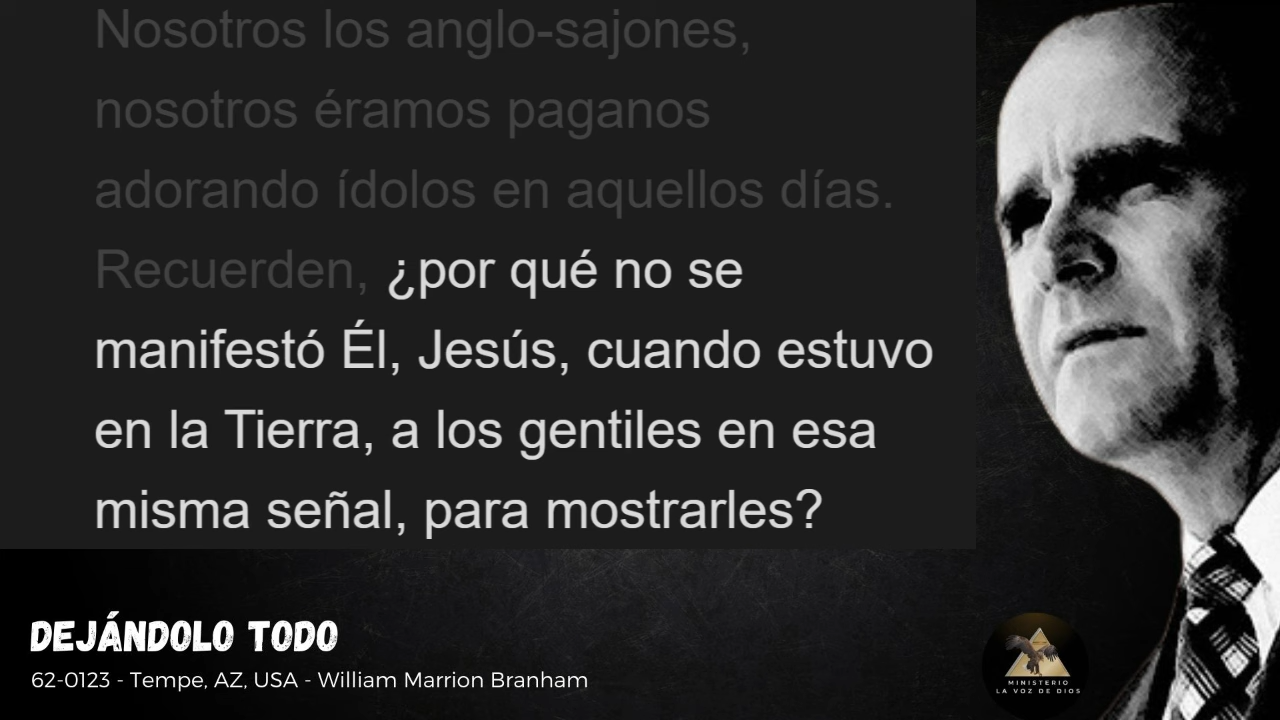 Nosotros los anglo-sajones,
nosotros éramos paganos
adorando ídolos en aquellos días.
Recuerden, ¿por qué no se
manifestó Él, Jesús, cuando estuvo
en la Tierra, a los gentiles en esa
misma señal, para mostrarles?
DEJÁNDOLO TODO
62-0123 - Tempe, AZ, USA - William Marrion Branham
MINISTERIO
LA VOZ DE DIOS